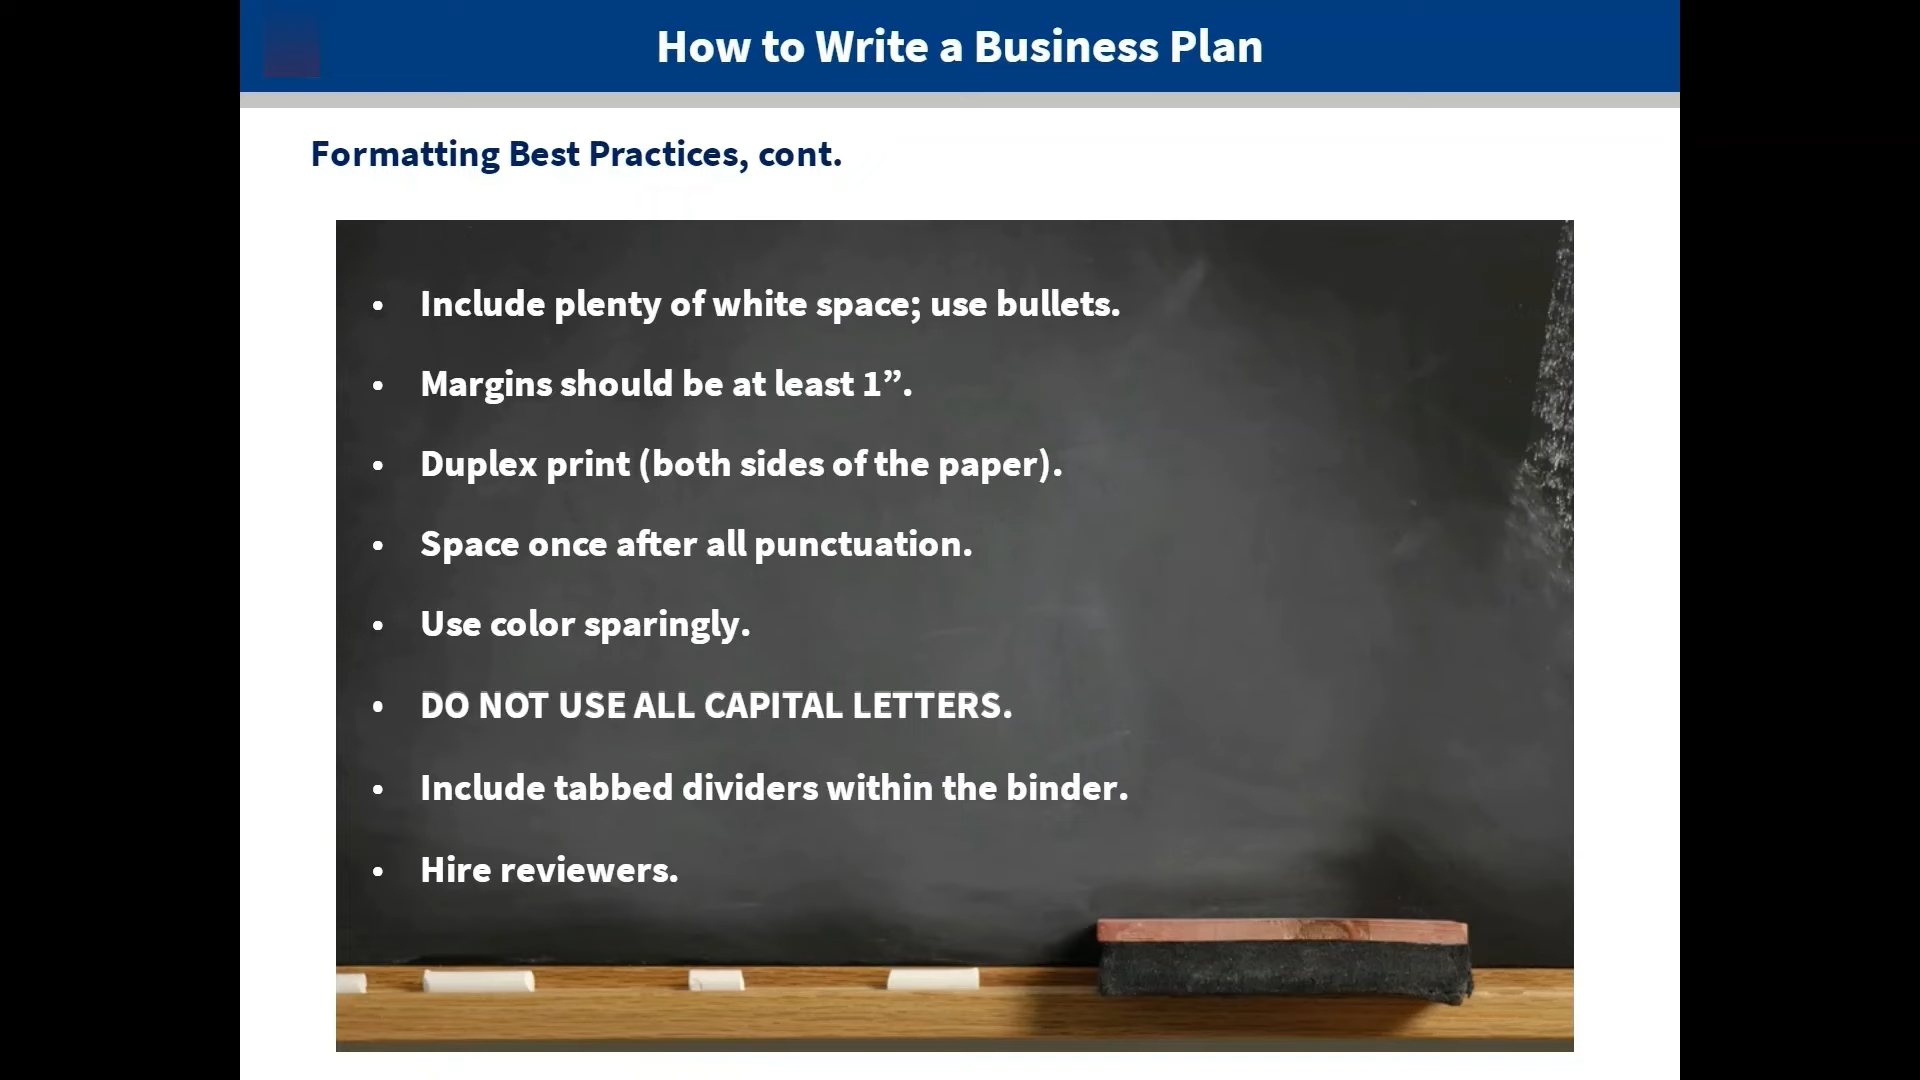 How to Write a Business Plan
Formatting Best Practices, cont.
• Include plenty of white space; use bullets.
• Margins should be at least 1”.
• Duplex print (both sides of the paper).
• Space once after all punctuation.
• Use color sparingly.
• DO NOT USE ALL CAPITAL LETTERS.
• Include tabbed dividers within the binder.
• Hire reviewers.